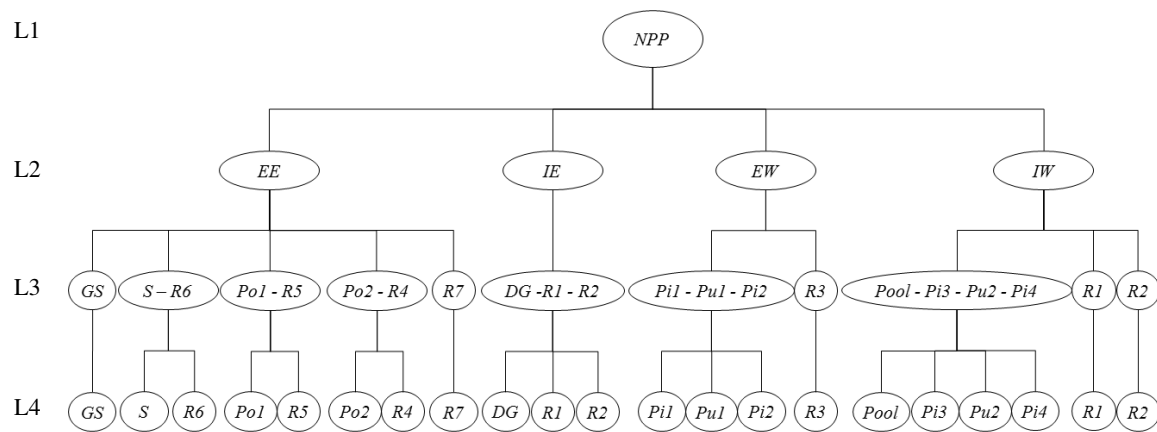 L1
NPP
L2
EE IE EW IW
L3
GS S – R6 Po1 - R5 Po2 - R4 R7 DG -R1 - R2 Pi1 - Pu1 - Pi2 R3 Pool - Pi3 - Pu2 - Pi4 R1 R2
L4
GS S R6 Po1 R5 Po2 R4 R7 DG R1 R2 Pi1 Pu1 Pi2 R3 Pool Pi3 Pu2 Pi4 R1 R2